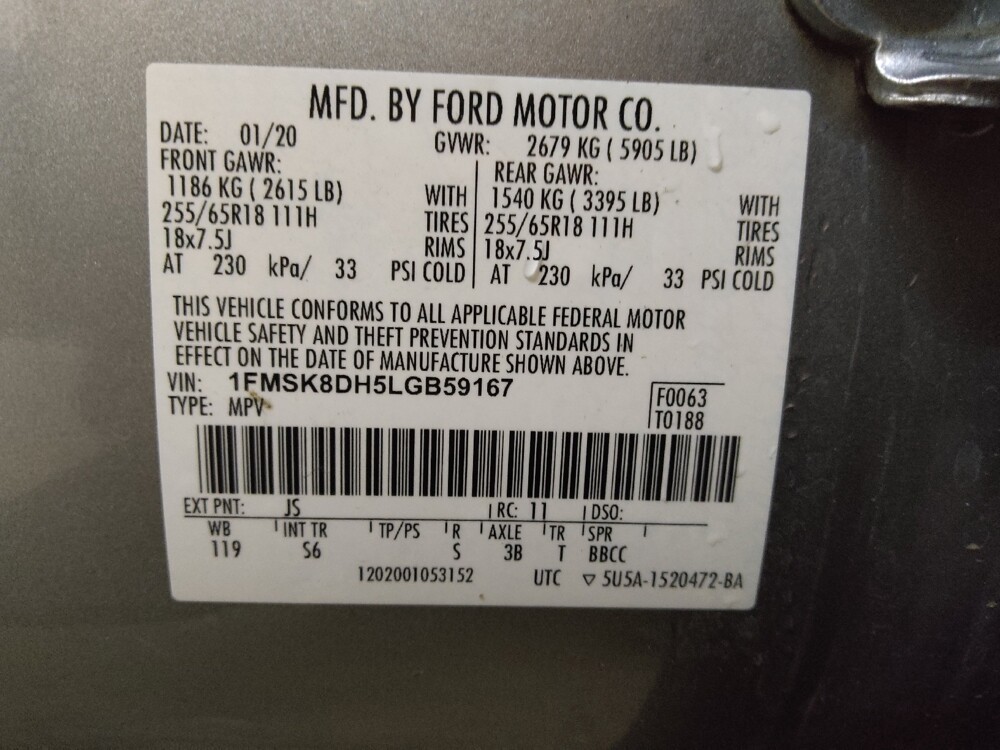 MFD. BY FORD MOTOR CO.
DATE: 01/20 GVWR: 2679 KG ( 5905 LB)
FRONT GAWR: REAR GAWR:
1186 KG ( 2615 LB) WITH 1540 KG ( 3395 LB) WITH
255/65R18 111H TIRES 255/65R18 111H TIRES
18x7.5J RIMS 18x7.5J RIMS
AT 230 kPa/ 33 PSI COLD AT 230 kPa/ 33 PSI COLD
THIS VEHICLE CONFORMS TO ALL APPLICABLE FEDERAL MOTOR
VEHICLE SAFETY AND THEFT PREVENTION STANDARDS IN
EFFECT ON THE DATE OF MANUFACTURE SHOWN ABOVE.
VIN: 1FMSK8DH5LGB59167 F0063
TYPE: MPV T0188
EXT PNT: JS RC: 11 DSO:
WB INT TR TP/PS R AXLE TR SPR
119 S6 S 3B T BBCC
1202001053152 UTC ▽ 5U5A-1520472-BA